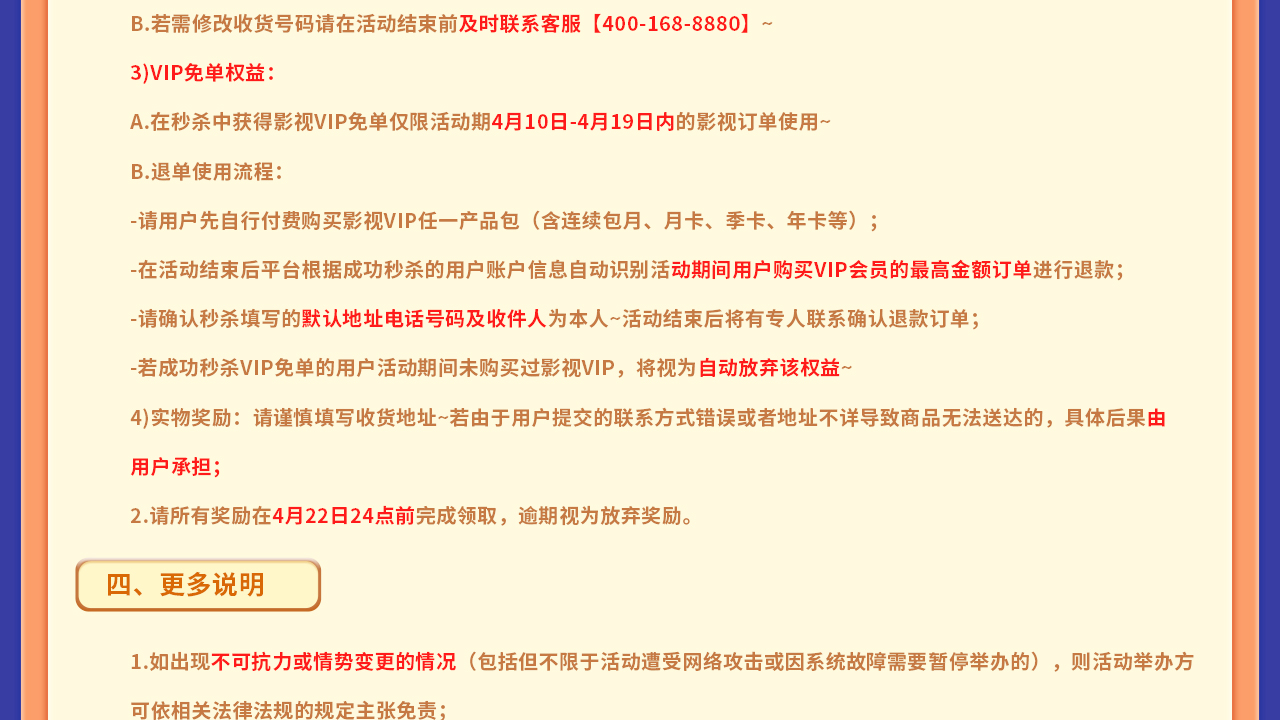 B.若需修改收货号码请在活动结束前及时联系客服【400-168-8880】~
3)VIP免单权益：
A.在秒杀中获得影视VIP免单仅限活动期4月10日-4月19日内的影视订单使用~
B.退单使用流程：
-请用户先自行付费购买影视VIP任一产品包（含连续包月、月卡、季卡、年卡等）；
-在活动结束后平台根据成功秒杀的用户账户信息自动识别活动期间用户购买VIP会员的最高金额订单进行退款；
-请确认秒杀填写的默认地址电话号码及收件人为本人~活动结束后将有专人联系确认退款订单；
-若成功秒杀VIP免单的用户活动期间未购买过影视VIP，将视为自动放弃该权益~
4)实物奖励：请谨慎填写收货地址~若由于用户提交的联系方式错误或者地址不详导致商品无法送达的，具体后果由
用户承担；
2.请所有奖励在4月22日24点前完成领取，逾期视为放弃奖励。
四、更多说明
1.如出现不可抗力或情势变更的情况（包括但不限于活动遭受网络攻击或因系统故障需要暂停举办的），则活动举办方
可依相关法律法规的规定主张免责；